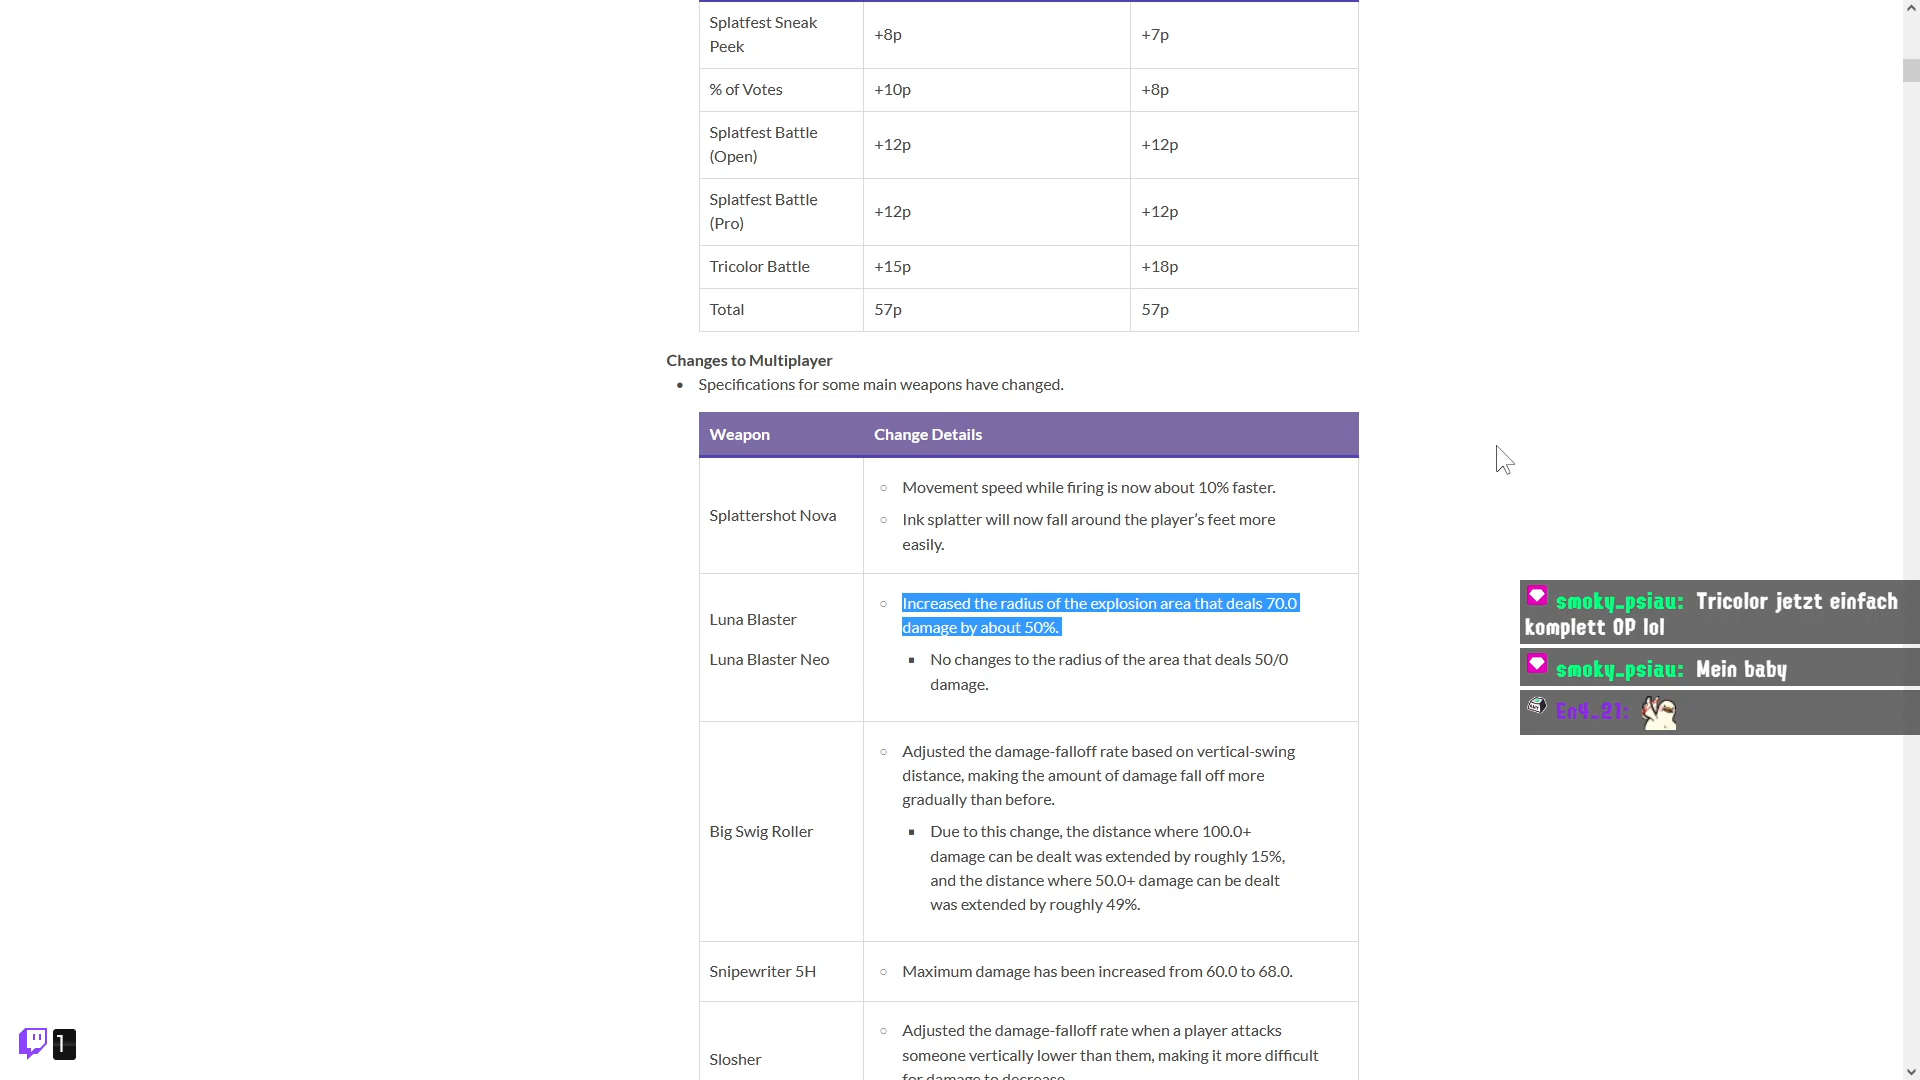 Splatfest Sneak
Peek
+8p
+7p
% of Votes
+10p
+8p
Splatfest Battle
(Open)
+12p
+12p
Splatfest Battle
(Pro)
+12p
+12p
Tricolor Battle
+15p
+18p
Total
57p
57p
Changes to Multiplayer
Specifications for some main weapons have changed.
Weapon
Change Details
Splattershot Nova
Movement speed while firing is now about 10% faster.
Ink splatter will now fall around the player’s feet more
easily.
Luna Blaster
Luna Blaster Neo
Increased the radius of the explosion area that deals 70.0
damage by about 50%.
No changes to the radius of the area that deals 50/0
damage.
Big Swig Roller
Adjusted the damage-falloff rate based on vertical-swing
distance, making the amount of damage fall off more
gradually than before.
Due to this change, the distance where 100.0+
damage can be dealt was extended by roughly 15%,
and the distance where 50.0+ damage can be dealt
was extended by roughly 49%.
Snipewriter 5H
Maximum damage has been increased from 60.0 to 68.0.
Slosher
Adjusted the damage-falloff rate when a player attacks
someone vertically lower than them, making it more difficult
for damage to decrease.
smoky_psiau: Tricolor jetzt einfach
komplett OP lol
smoky_psiau: Mein baby
En4_21:
1